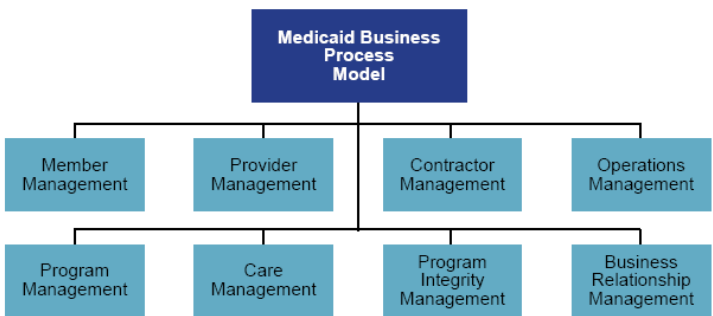 Medicaid Business
Process
Model
Member
Management
Provider
Management
Contractor
Management
Operations
Management
Program
Management
Care
Management
Program
Integrity
Management
Business
Relationship
Management